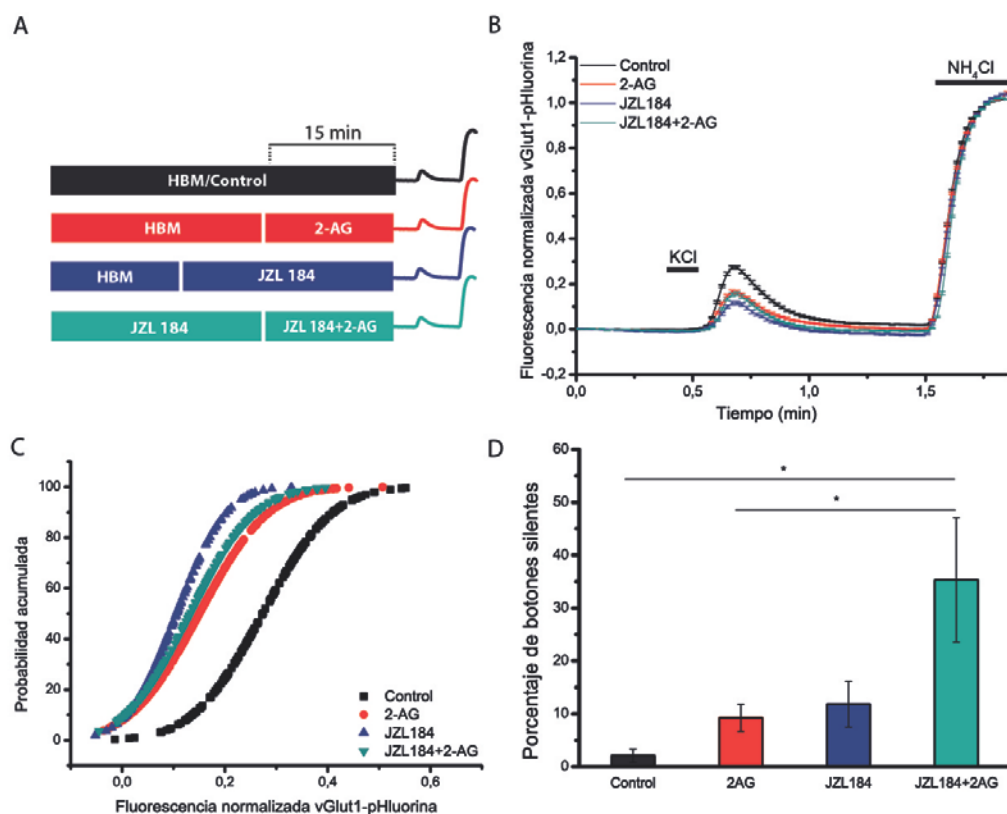 A
15 min
HBM/Control
HBM
2-AG
HBM
JZL 184
JZL 184
JZL 184+2-AG
B
Fluorescencia normalizada vGlut1-pHluorina
1,2
1,0
0,8
0,6
0,4
0,2
0,0
-0,2
Control
2-AG
JZL184
JZL184+2-AG
KCl
NH₄Cl
0,0
0,5
1,0
1,5
Tiempo (min)
C
Probabilidad acumulada
100
80
60
40
20
0
Control
2-AG
JZL184
JZL184+2-AG
0,0
0,2
0,4
0,6
Fluorescencia normalizada vGlut1-pHluorina
D
Porcentaje de botones silentes
60
50
40
30
20
10
0
*
*
Control
2AG
JZL184
JZL184+2AG